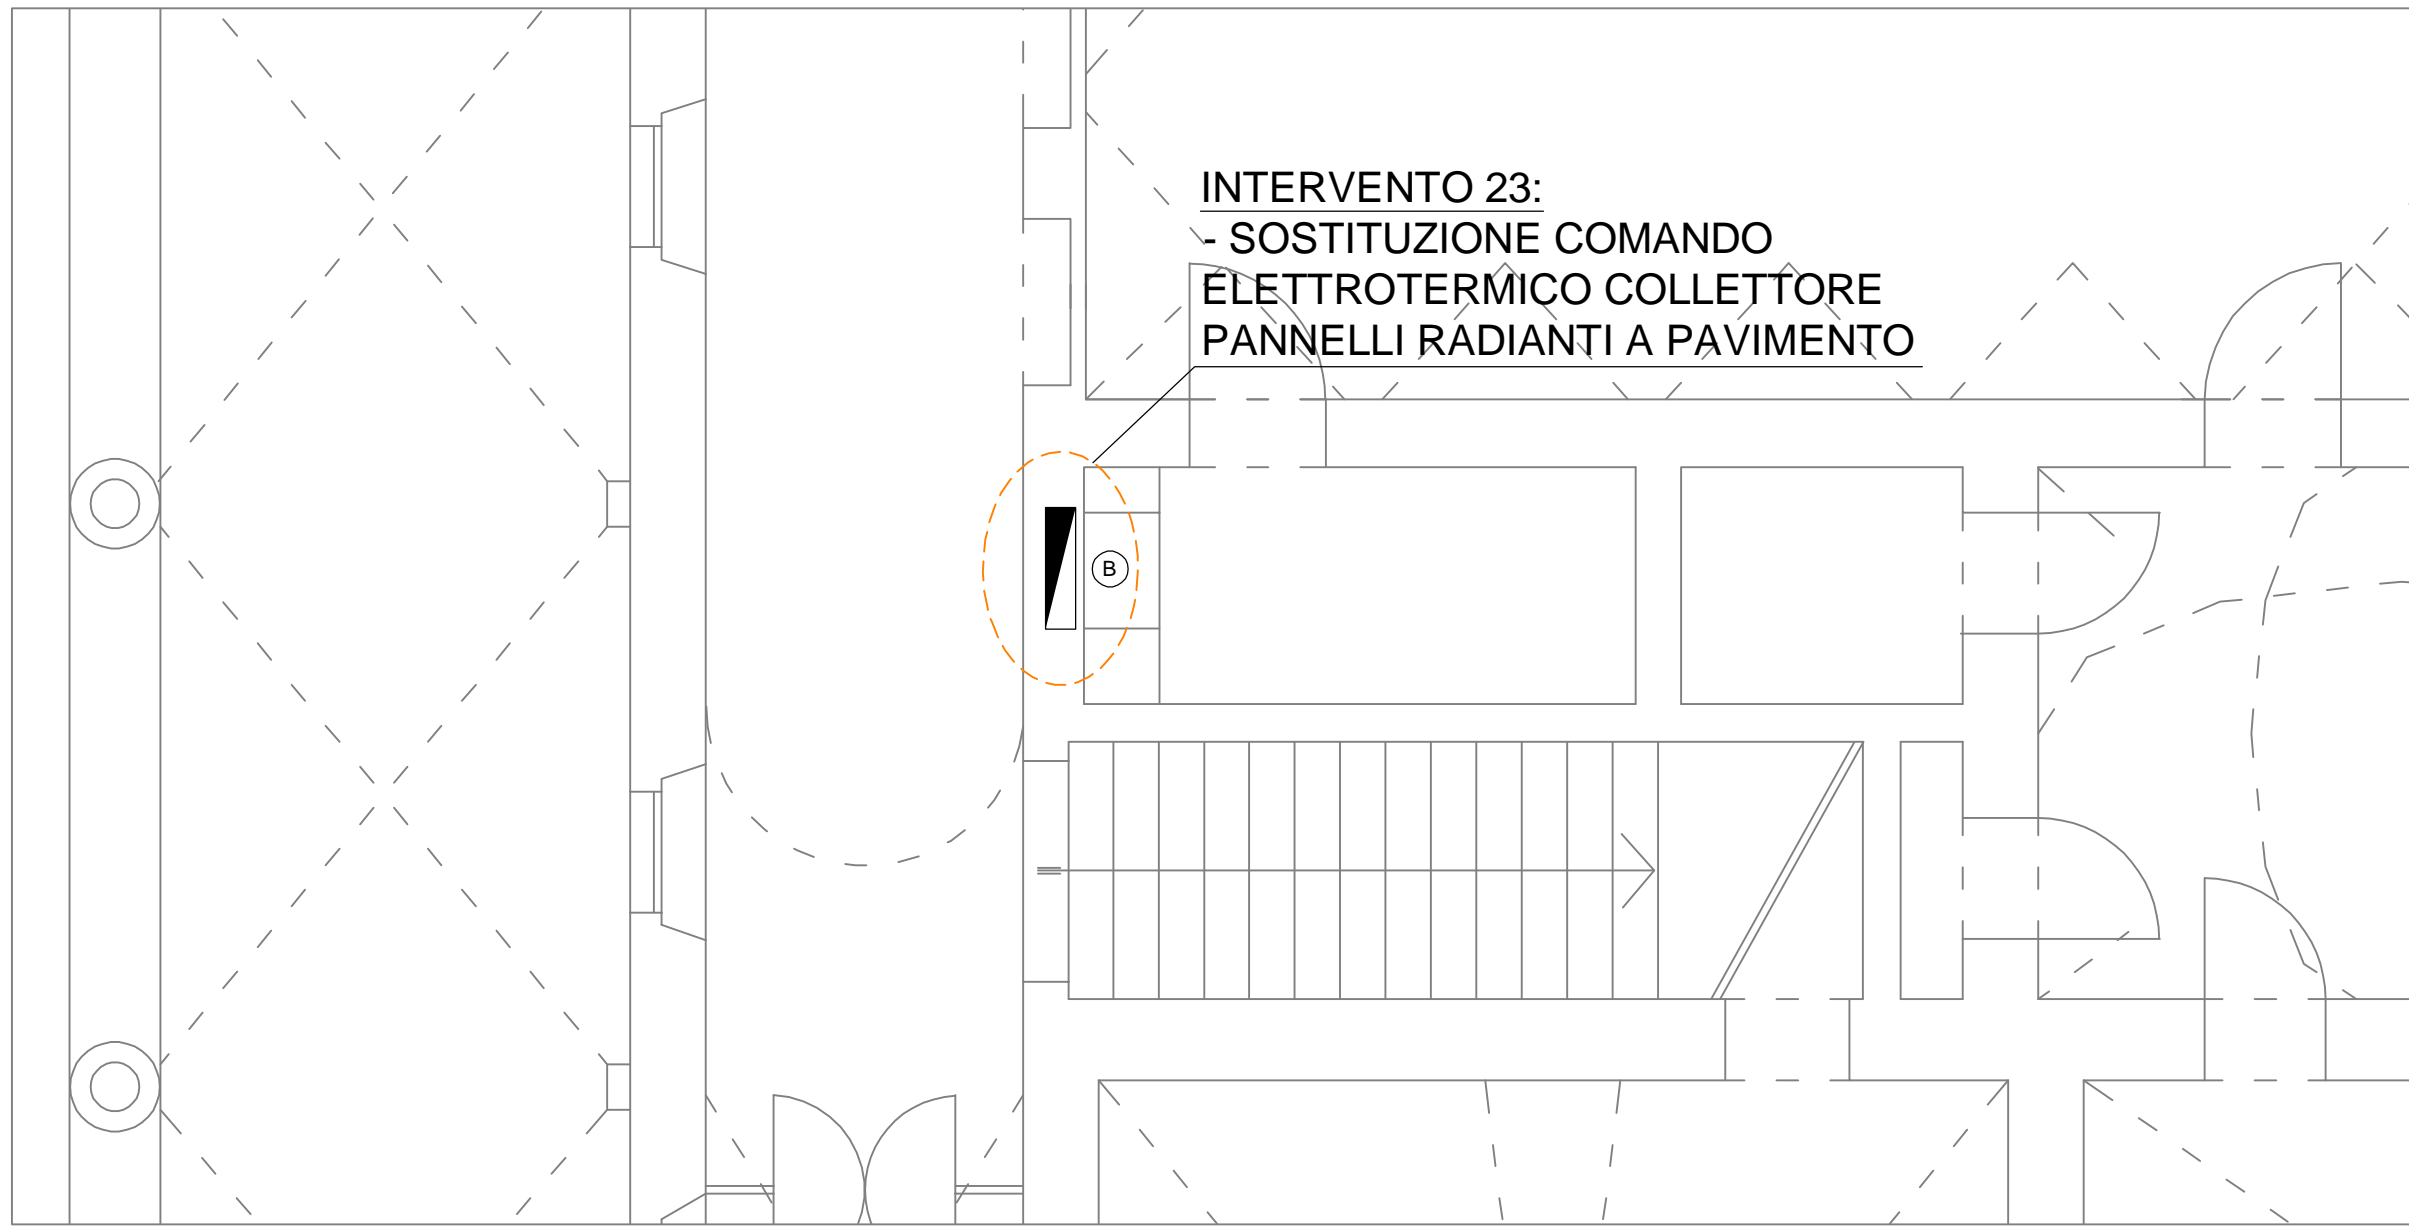 INTERVENTO 23:
- SOSTITUZIONE COMANDO
ELETTROTERMICO COLLETTORE
PANNELLI RADIANTI A PAVIMENTO
B